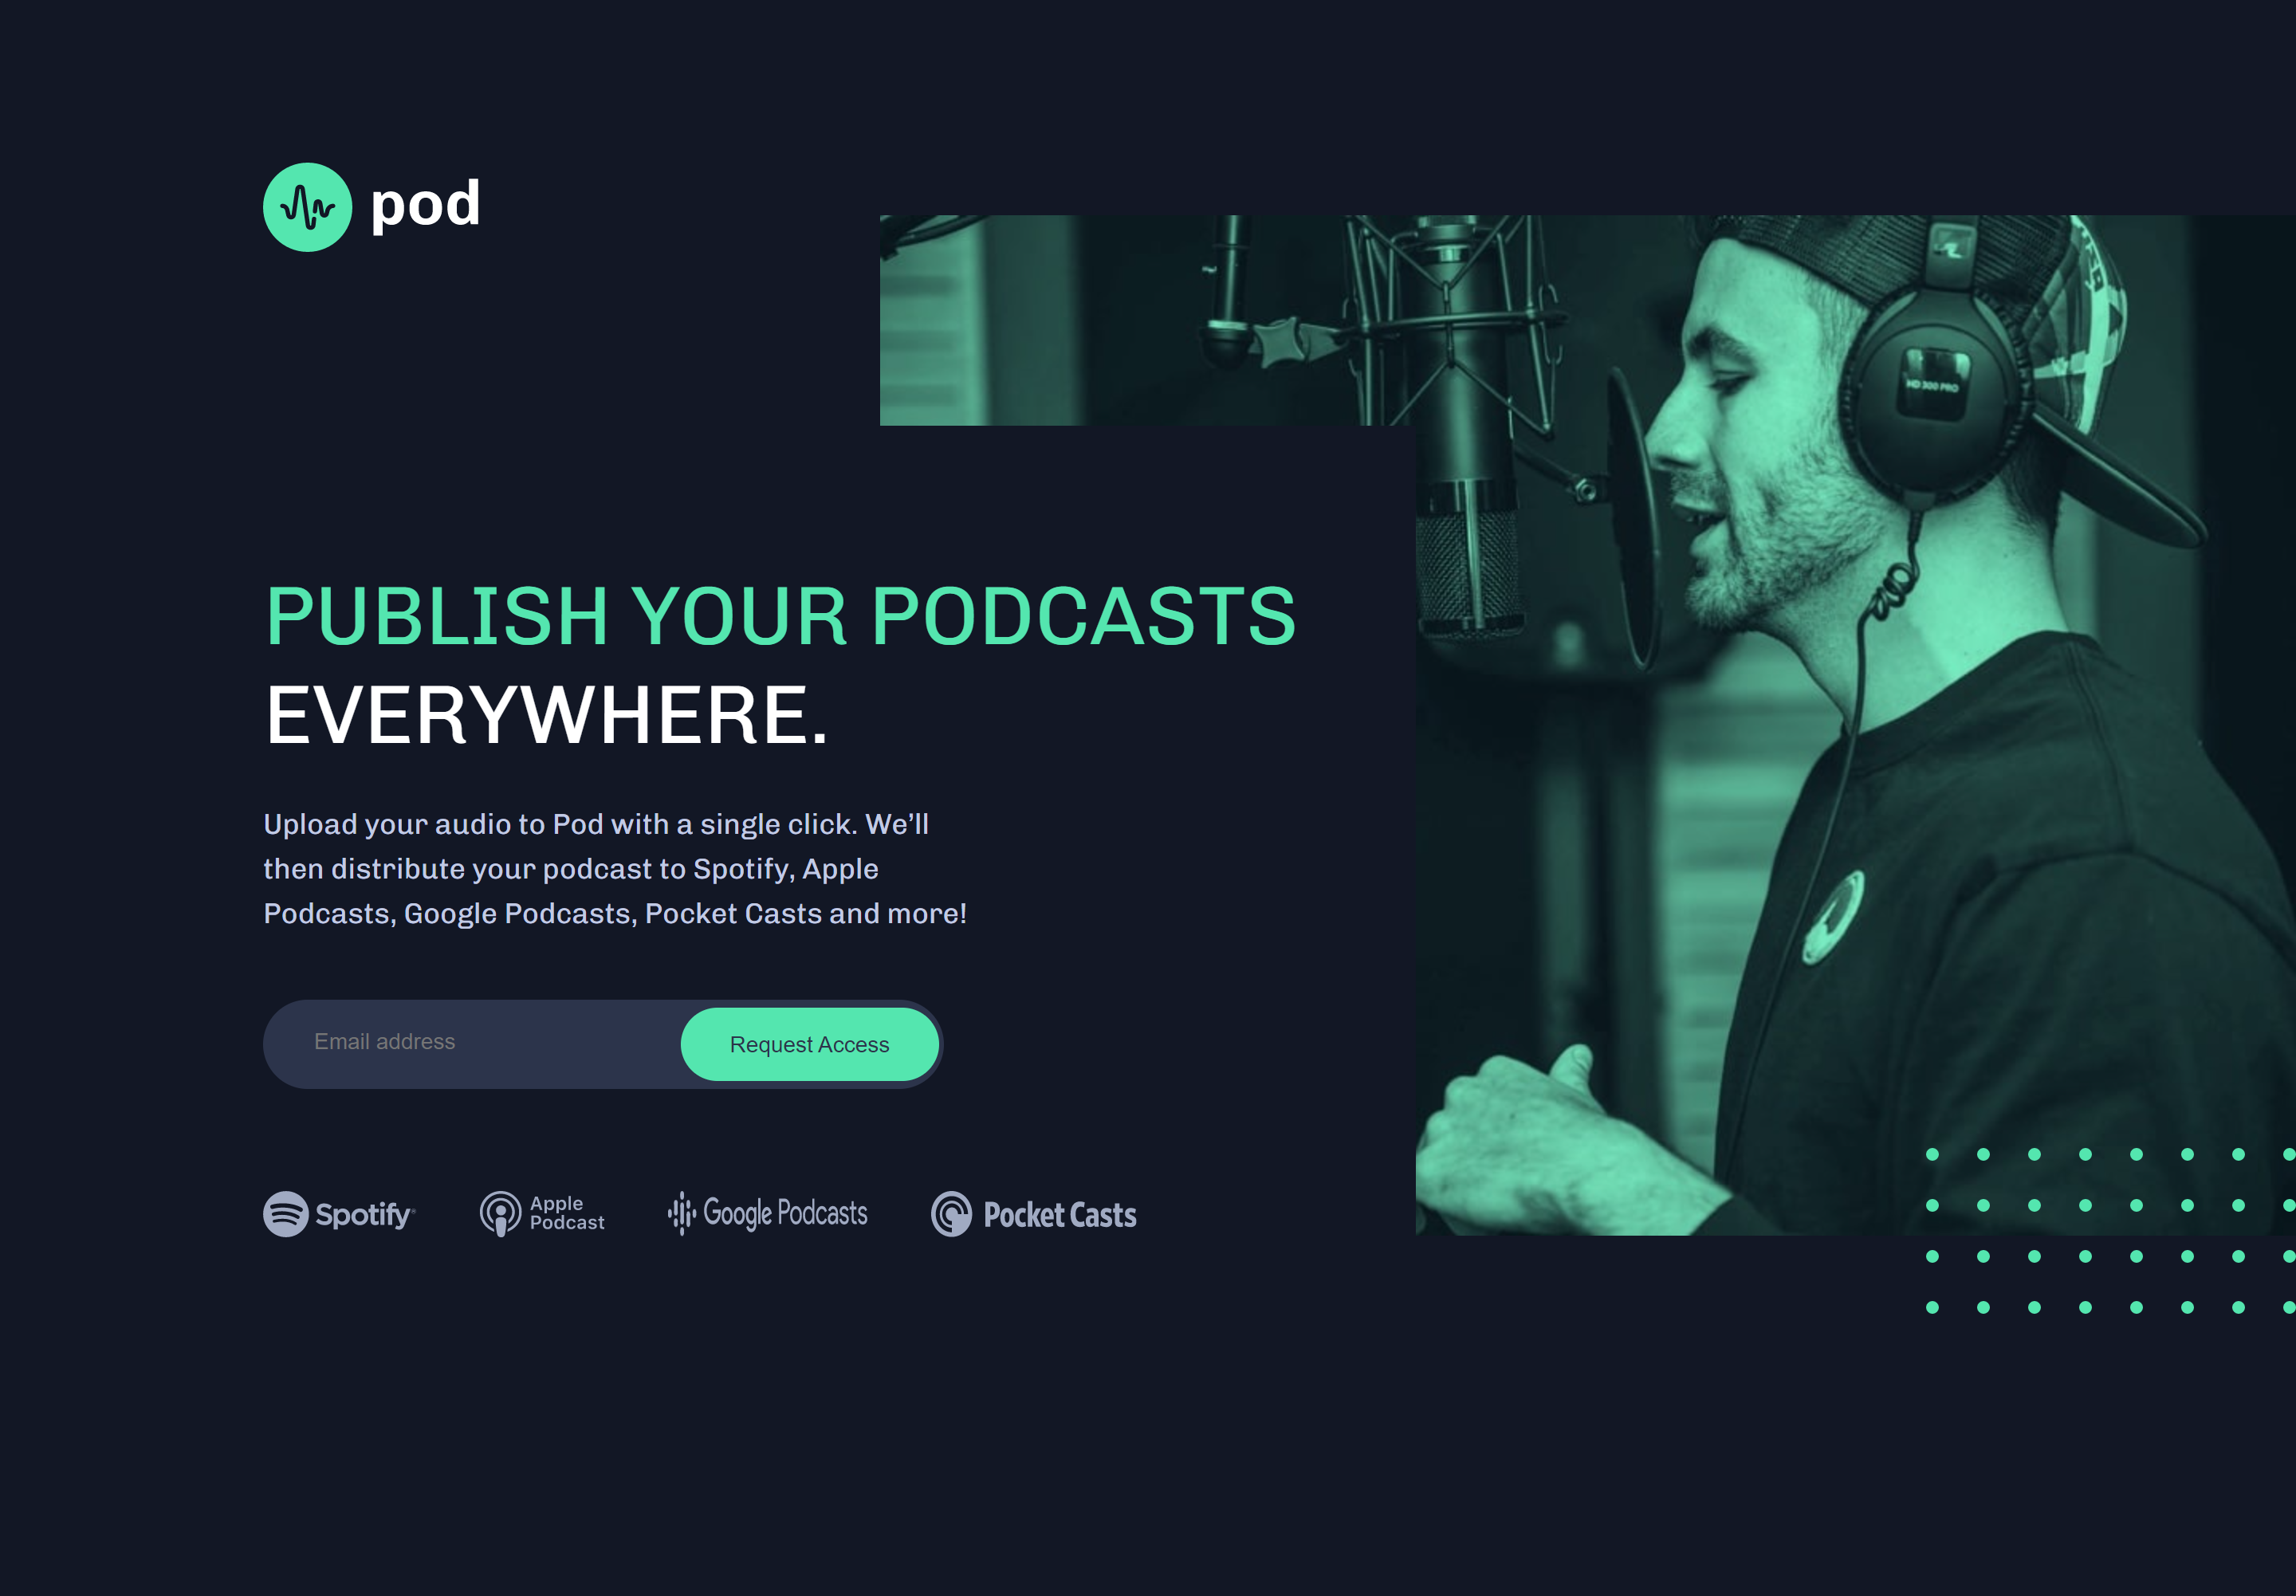 pod
HD 300 PRO
PUBLISH YOUR PODCASTS
EVERYWHERE.
Upload your audio to Pod with a single click. We’ll
then distribute your podcast to Spotify, Apple
Podcasts, Google Podcasts, Pocket Casts and more!
Email address
Request Access
Spotify
Apple
Podcast
Google Podcasts
Pocket Casts